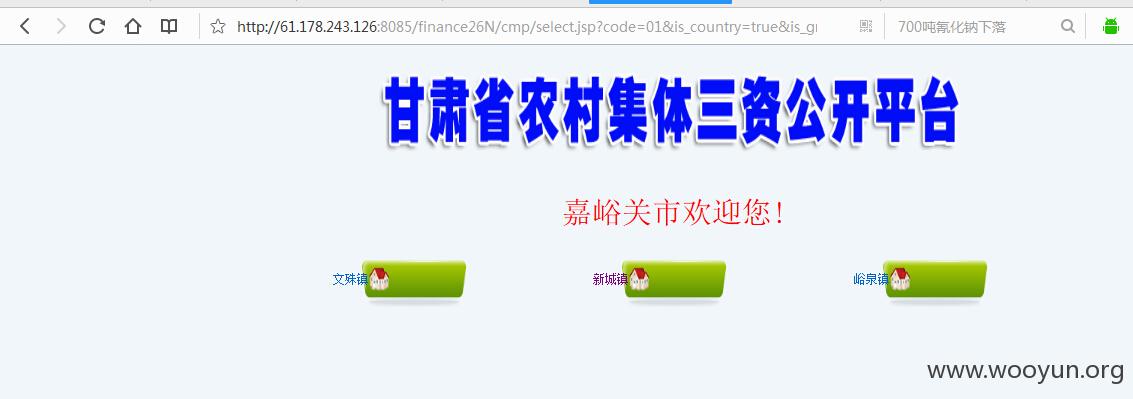 http://61.178.243.126:8085/finance26N/cmp/select.jsp?code=01&is_country=true&is_gr
700吨氰化钠下落
甘肃省农村集体三资公开平台
嘉峪关市欢迎您!
文殊镇 新城镇 峪泉镇
www.wooyun.org